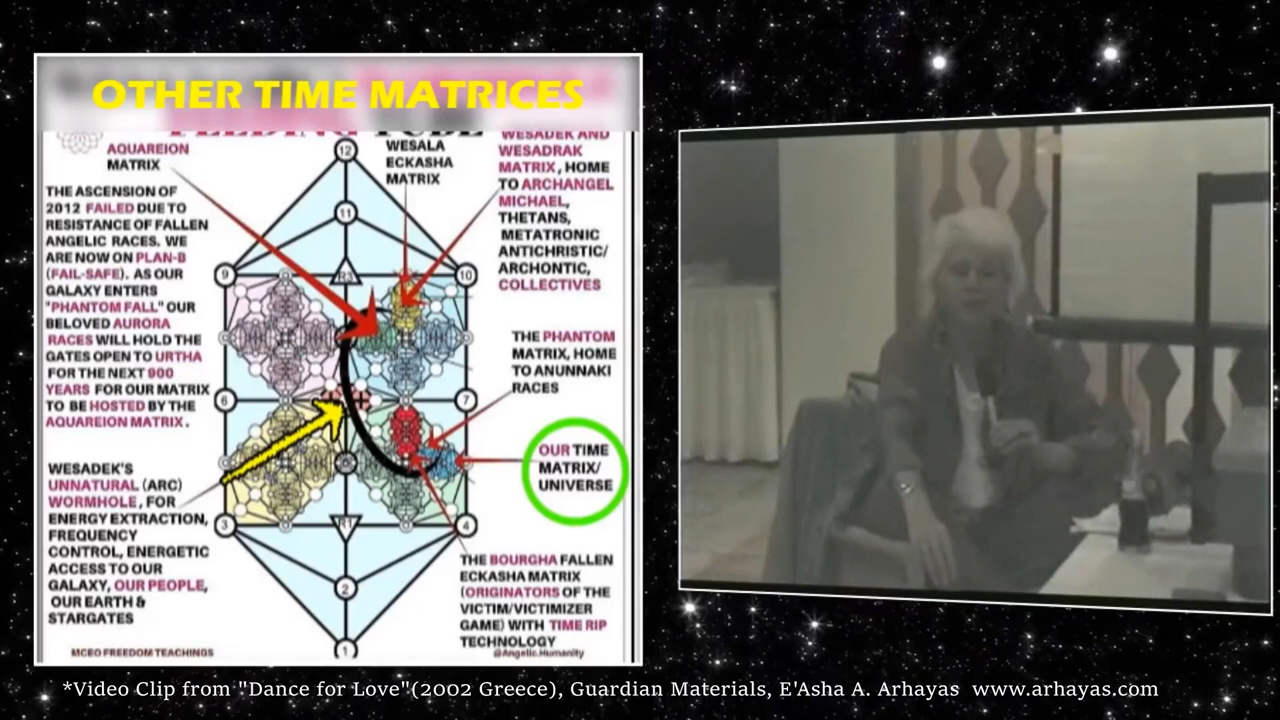 OTHER TIME MATRICES
FEEDING TUBE
AQUAREION
MATRIX
THE ASCENSION OF
2012 FAILED DUE TO
RESISTANCE OF FALLEN
ANGELIC RACES. WE
ARE NOW ON PLAN-B
(FAIL-SAFE). AS OUR
GALAXY ENTERS
"PHANTOM FALL" OUR
BELOVED AURORA
RACES WILL HOLD THE
GATES OPEN TO URTHA
FOR THE NEXT 900
YEARS FOR OUR MATRIX
TO BE HOSTED BY THE
AQUAREION MATRIX.
WESADEK'S
UNNATURAL (ARC)
WORMHOLE, FOR
ENERGY EXTRACTION,
FREQUENCY
CONTROL, ENERGETIC
ACCESS TO OUR
GALAXY, OUR PEOPLE,
OUR EARTH &
STARGATES
MCEO FREEDOM TEACHINGS
WESALA
ECKASHA
MATRIX
12
11
9
R3
10
6
7
3
R1
4
2
1
WESADEK AND
WESADRAK
MATRIX, HOME
TO ARCHANGEL
MICHAEL,
THETANS,
METATRONIC
ANTICHRISTIC/
ARCHONTIC,
COLLECTIVES
THE PHANTOM
MATRIX, HOME
TO ANUNNAKI
RACES
OUR TIME
MATRIX/
UNIVERSE
THE BOURGHA FALLEN
ECKASHA MATRIX
(ORIGINATORS OF THE
VICTIM/VICTIMIZER
GAME) WITH TIME RIP
TECHNOLOGY
@Angelic.Humanity
*Video Clip from "Dance for Love"(2002 Greece), Guardian Materials, E'Asha A. Arhayas www.arhayas.com